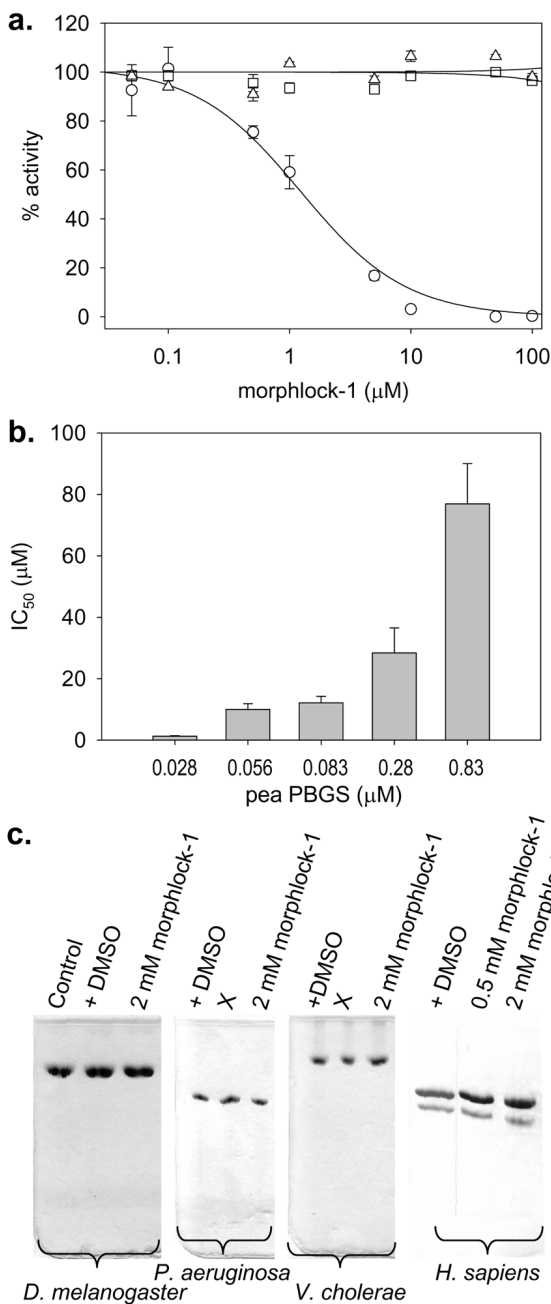 a.
120
100
80
60
40
20
0
% activity
0.1 1 10 100
morphlock-1 (μM)
b.
100
80
60
40
20
0
IC50 (μM)
0.028 0.056 0.083 0.28 0.83
pea PBGS (μM)
c.
Control
+ DMSO
2 mM morphlock-1
+ DMSO
X
2 mM morphlock-1
+DMSO
X
2 mM morphlock-1
+ DMSO
0.5 mM morphlock-1
2 mM
D. melanogaster
P. aeruginosa
V. cholerae
H. sapiens